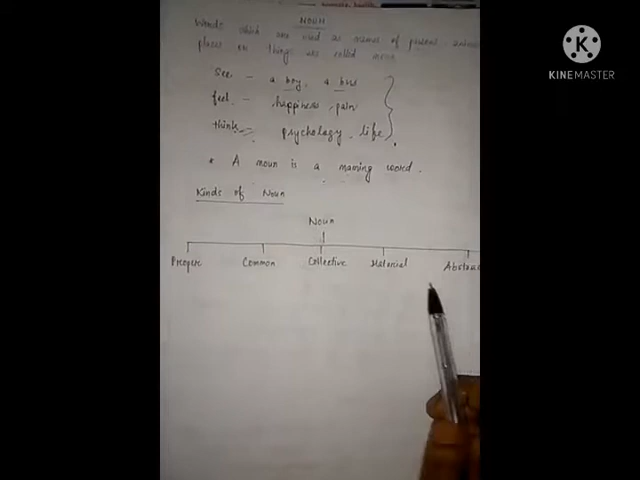 NOUN
Words which are used as names of persons animals
places or things are called noun
See - a boy, a bus
feel - happiness, pain
think - psychology, life
* A noun is a naming word.
Kinds of Noun
Noun
Proper Common Collective Material Abstract
KINEMASTER